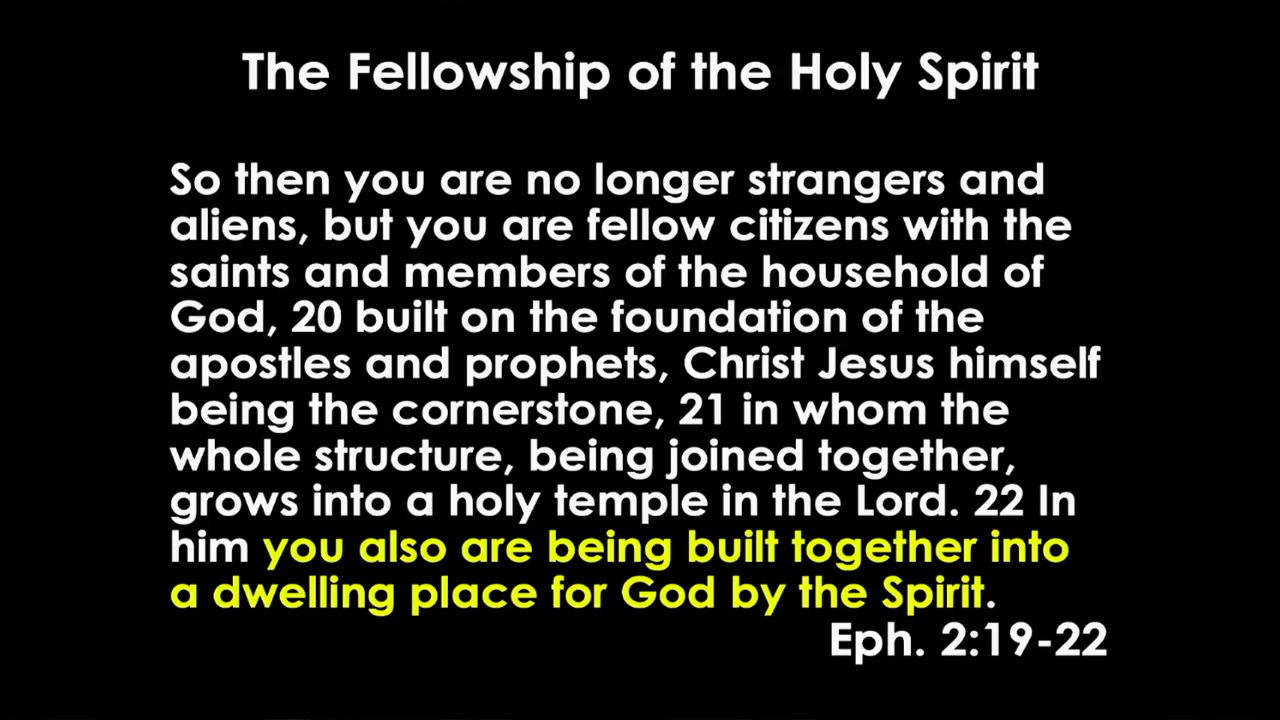 The Fellowship of the Holy Spirit
So then you are no longer strangers and
aliens, but you are fellow citizens with the
saints and members of the household of
God, 20 built on the foundation of the
apostles and prophets, Christ Jesus himself
being the cornerstone, 21 in whom the
whole structure, being joined together,
grows into a holy temple in the Lord. 22 In
him you also are being built together into
a dwelling place for God by the Spirit.
Eph. 2:19-22